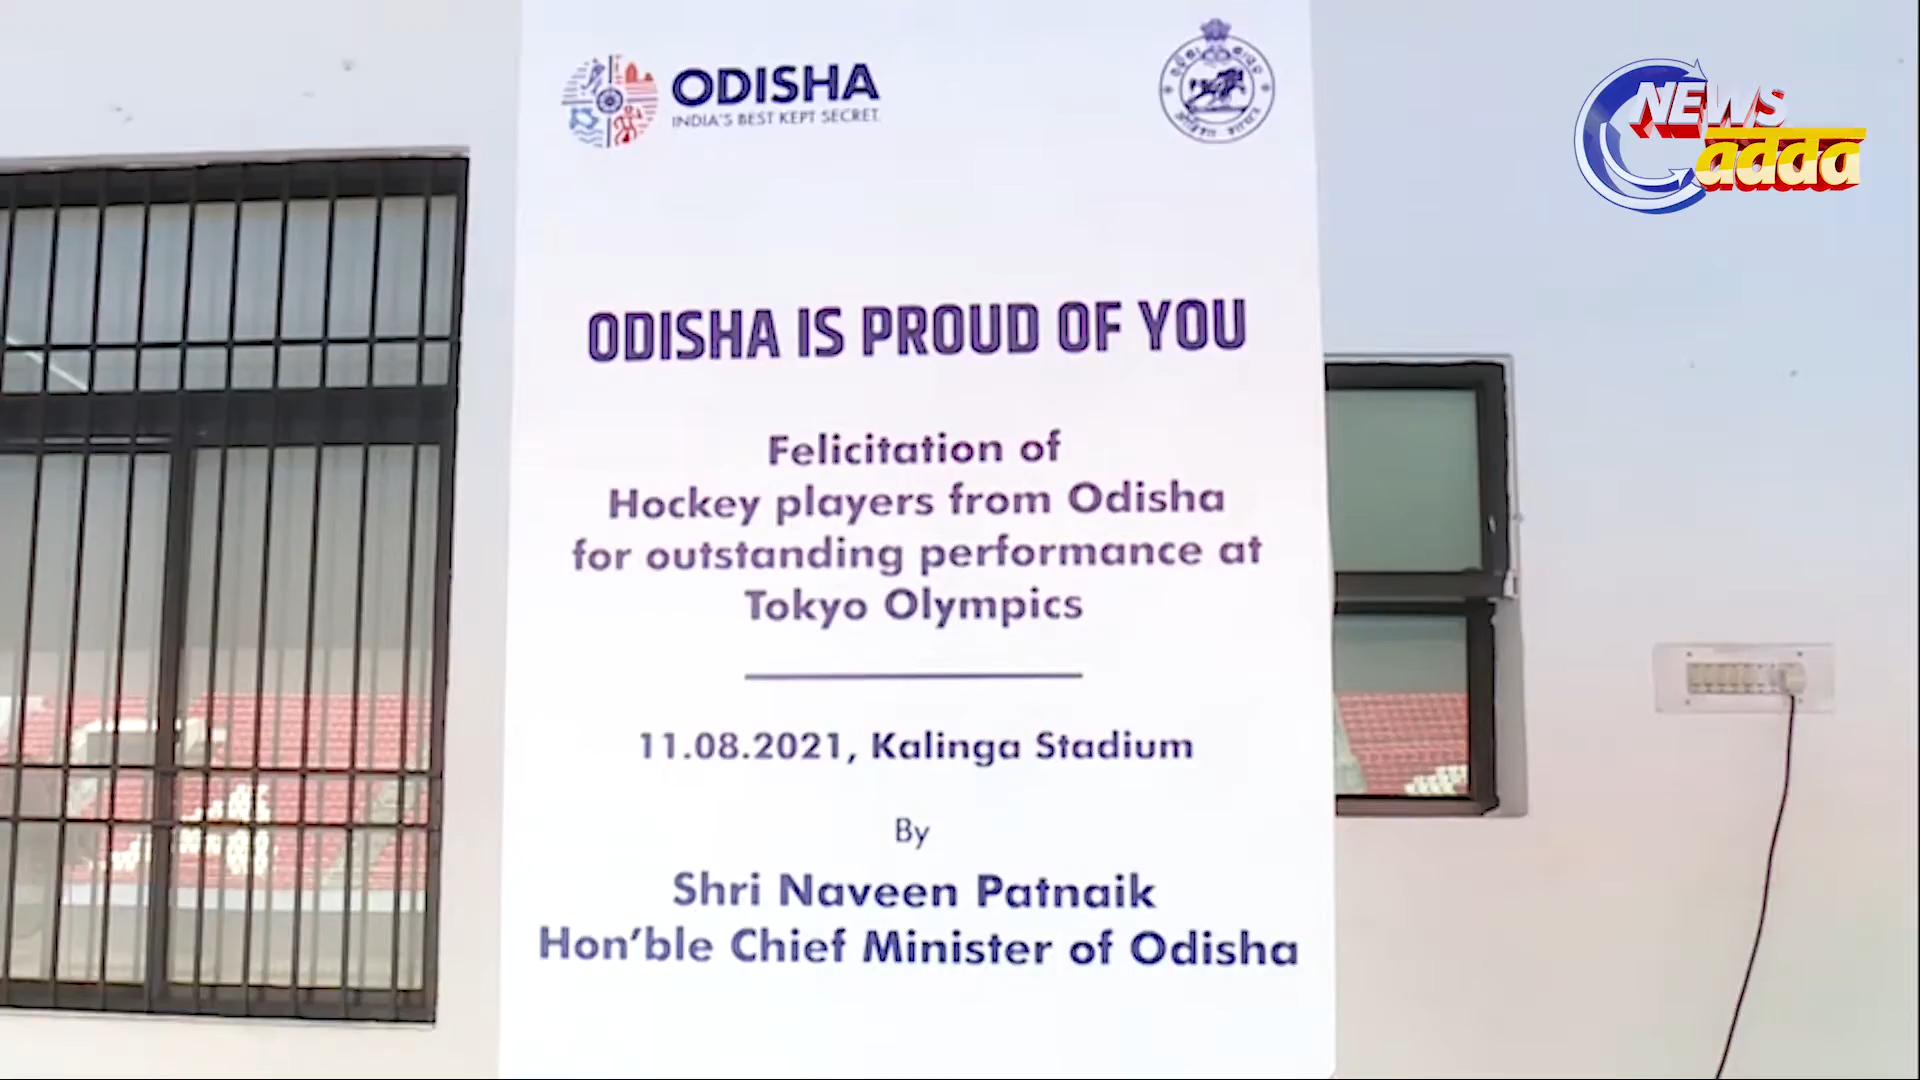 ODISHA
INDIA'S BEST KEPT SECRET
NEWS
adda
ODISHA IS PROUD OF YOU
Felicitation of
Hockey players from Odisha
for outstanding performance at
Tokyo Olympics
11.08.2021, Kalinga Stadium
By
Shri Naveen Patnaik
Hon'ble Chief Minister of Odisha